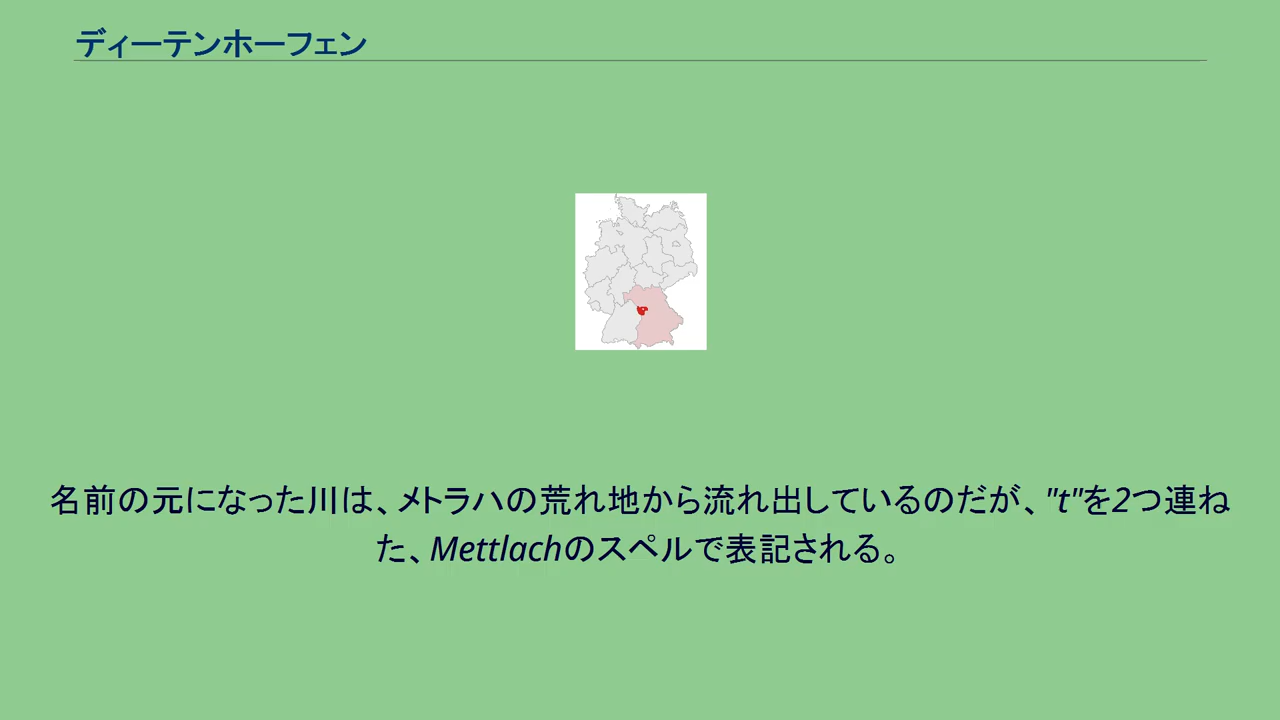 ディーテンホーフェン
名前の元になった川は、メトラハの荒れ地から流れ出しているのだが、"t"を2つ連ね
た、Mettlachのスペルで表記される。